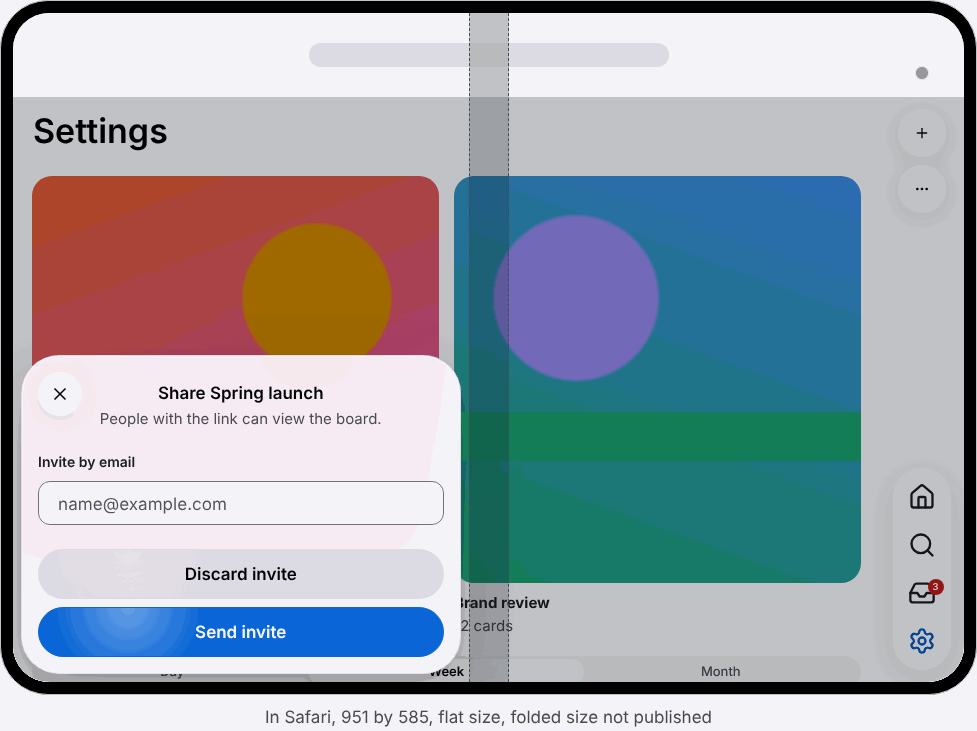 Settings
Share Spring launch
People with the link can view the board.
Invite by email
name@example.com
Discard invite
Send invite
3
Brand review
2 cards
Day
Week
Month
In Safari, 951 by 585, flat size, folded size not published